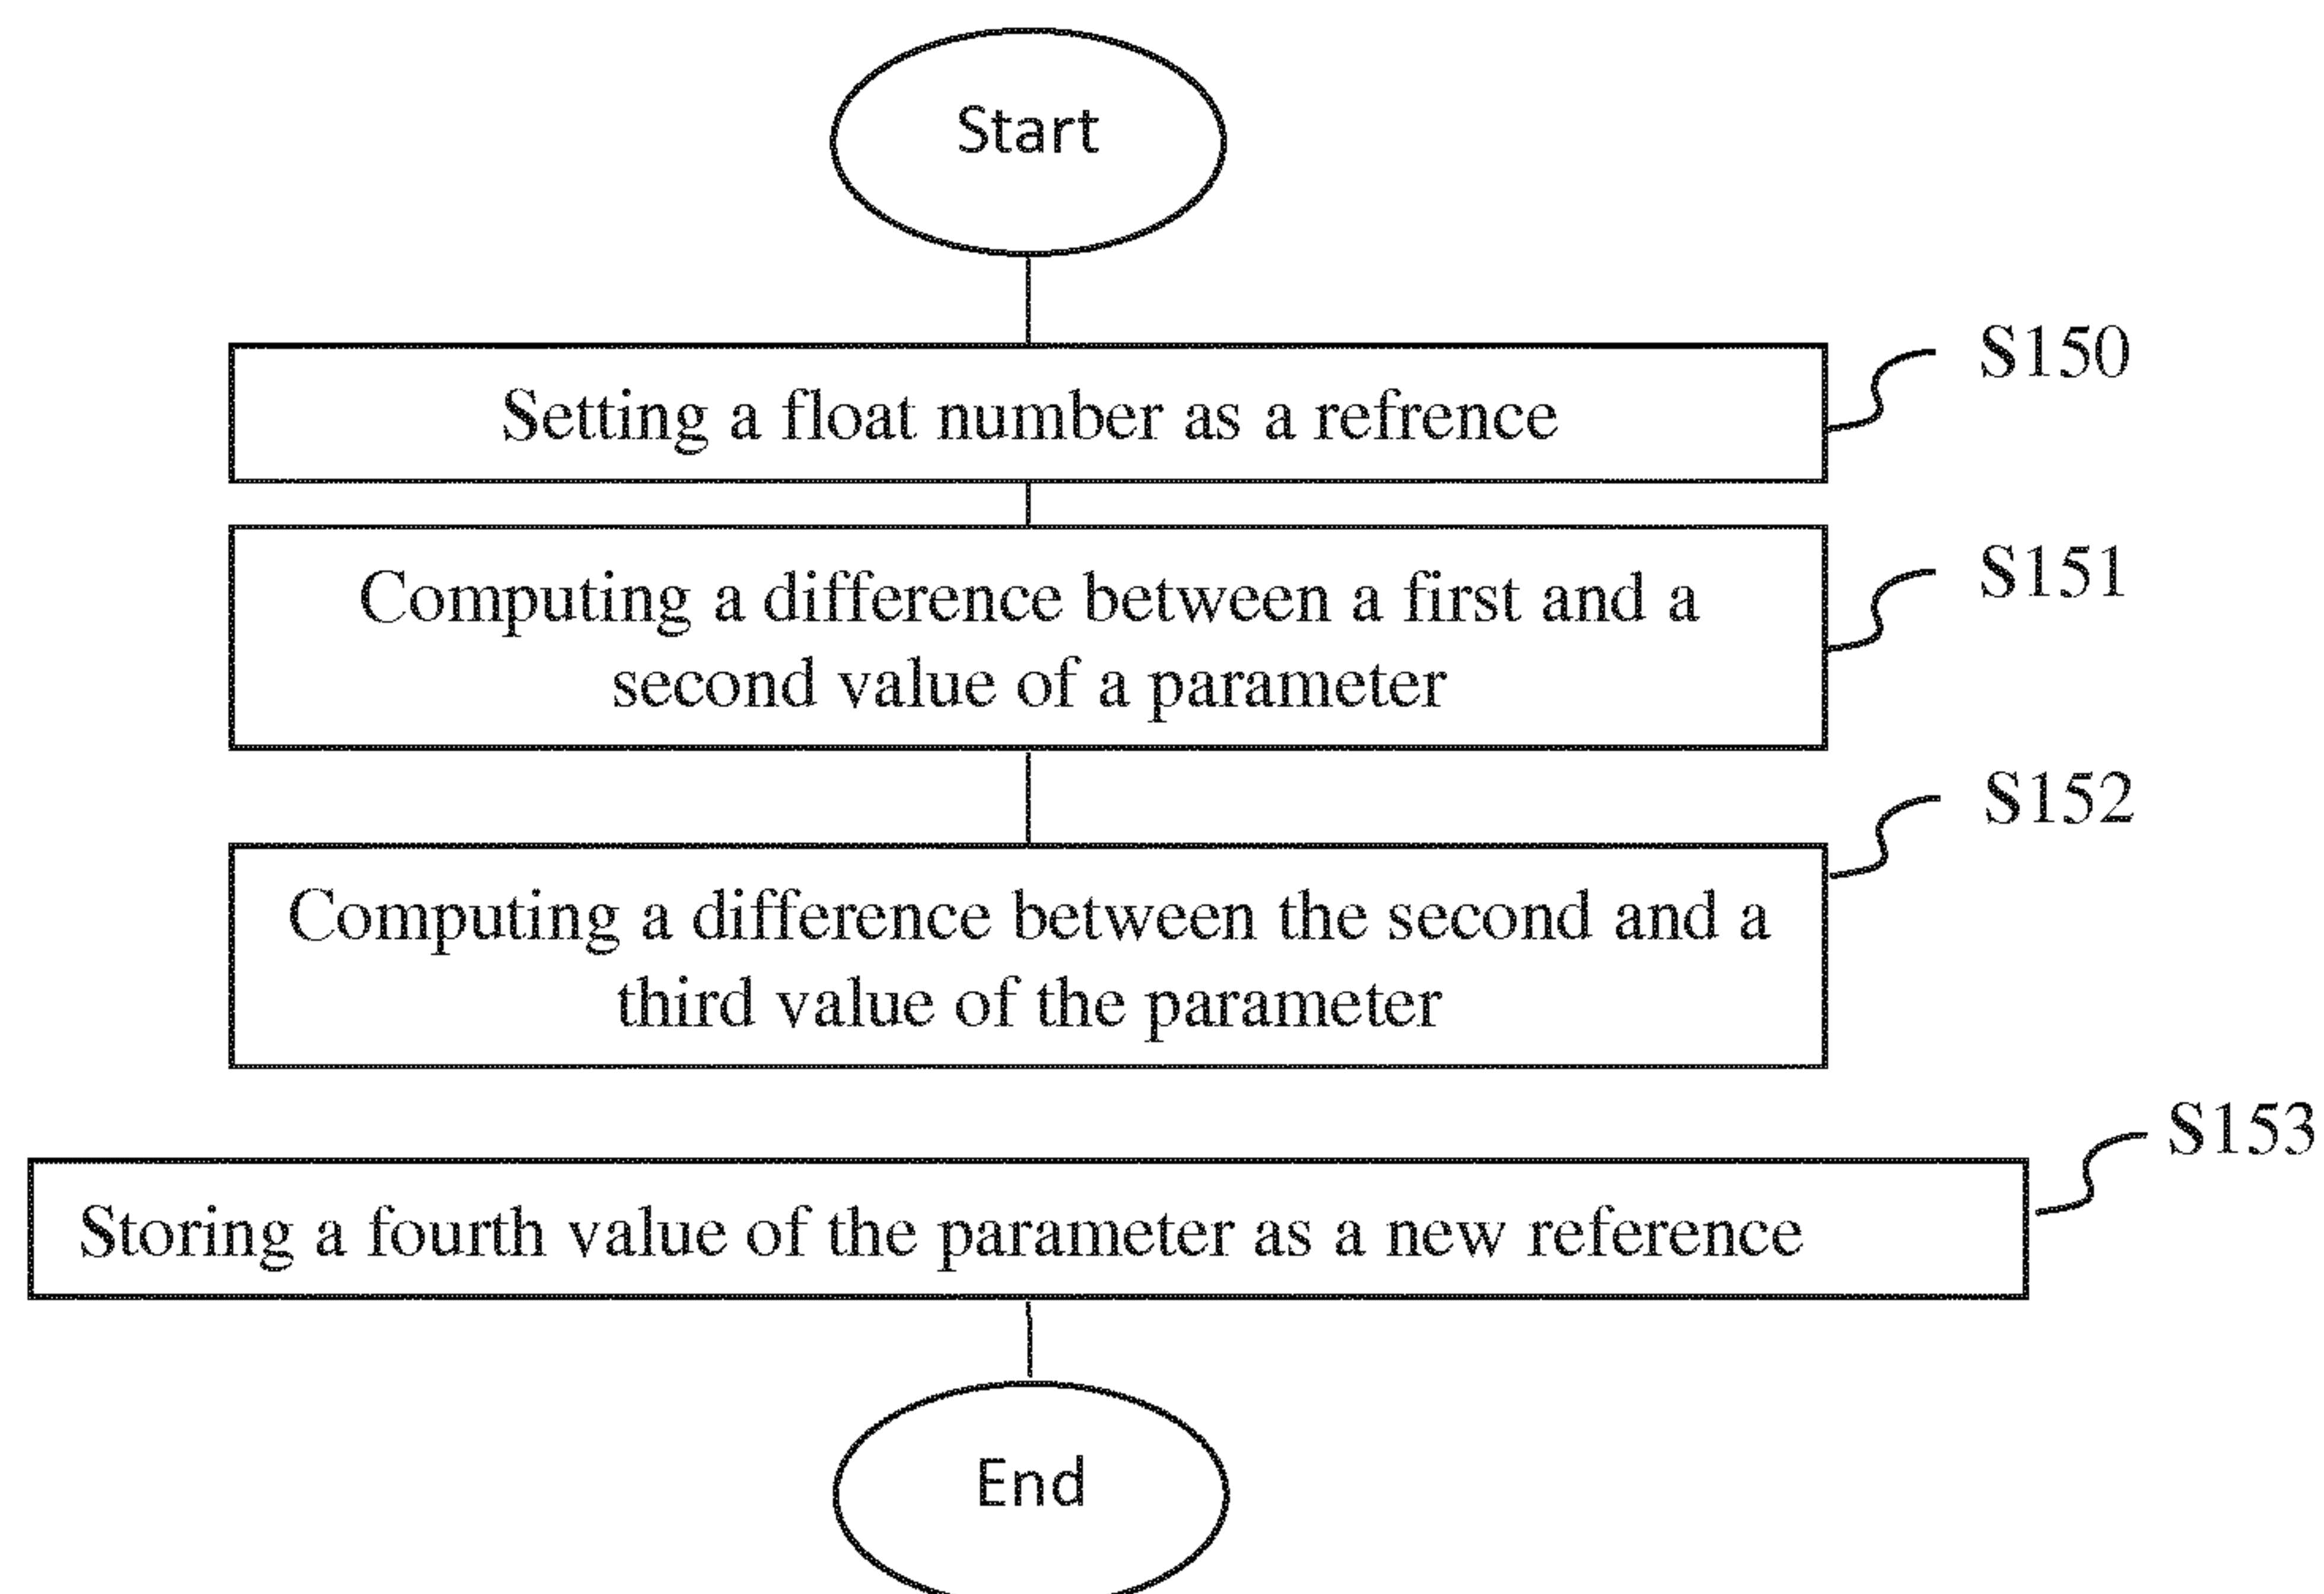 Start
S150
Setting a float number as a refrence
S151
Computing a difference between a first and a
second value of a parameter
S152
Computing a difference between the second and a
third value of the parameter
S153
Storing a fourth value of the parameter as a new reference
End